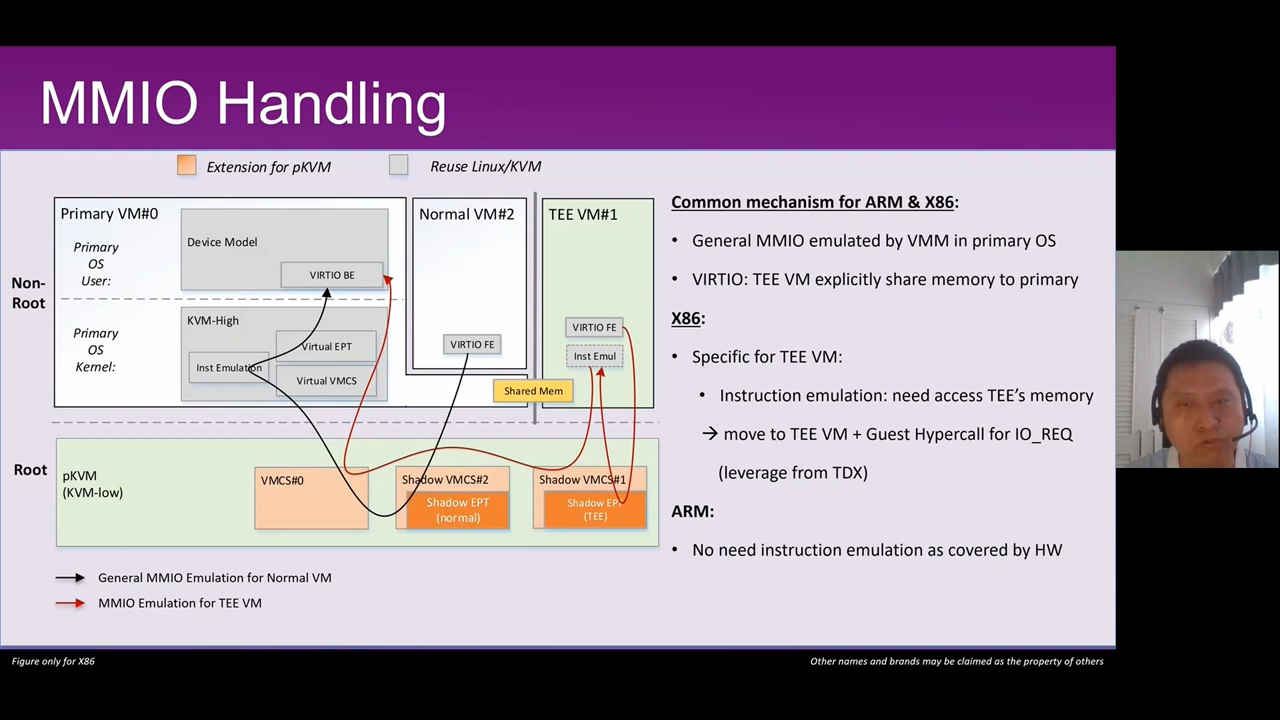 MMIO Handling
Extension for pKVM
Reuse Linux/KVM
Non-
Root
Primary VM#0
Primary
OS
User:
Device Model
VIRTIO BE
Primary
OS
Kernel:
KVM-High
Virtual EPT
Inst Emulation
Virtual VMCS
Normal VM#2
VIRTIO FE
Shared Mem
TEE VM#1
VIRTIO FE
Inst Emul
Root
pKVM
(KVM-low)
VMCS#0
Shadow VMCS#2
Shadow EPT
(normal)
Shadow VMCS#1
Shadow EPT
(TEE)
General MMIO Emulation for Normal VM
MMIO Emulation for TEE VM
Common mechanism for ARM & X86:
• General MMIO emulated by VMM in primary OS
• VIRTIO: TEE VM explicitly share memory to primary
X86:
• Specific for TEE VM:
• Instruction emulation: need access TEE's memory
→ move to TEE VM + Guest Hypercall for IO_REQ
(leverage from TDX)
ARM:
• No need instruction emulation as covered by HW
Figure only for X86
Other names and brands may be claimed as the property of others